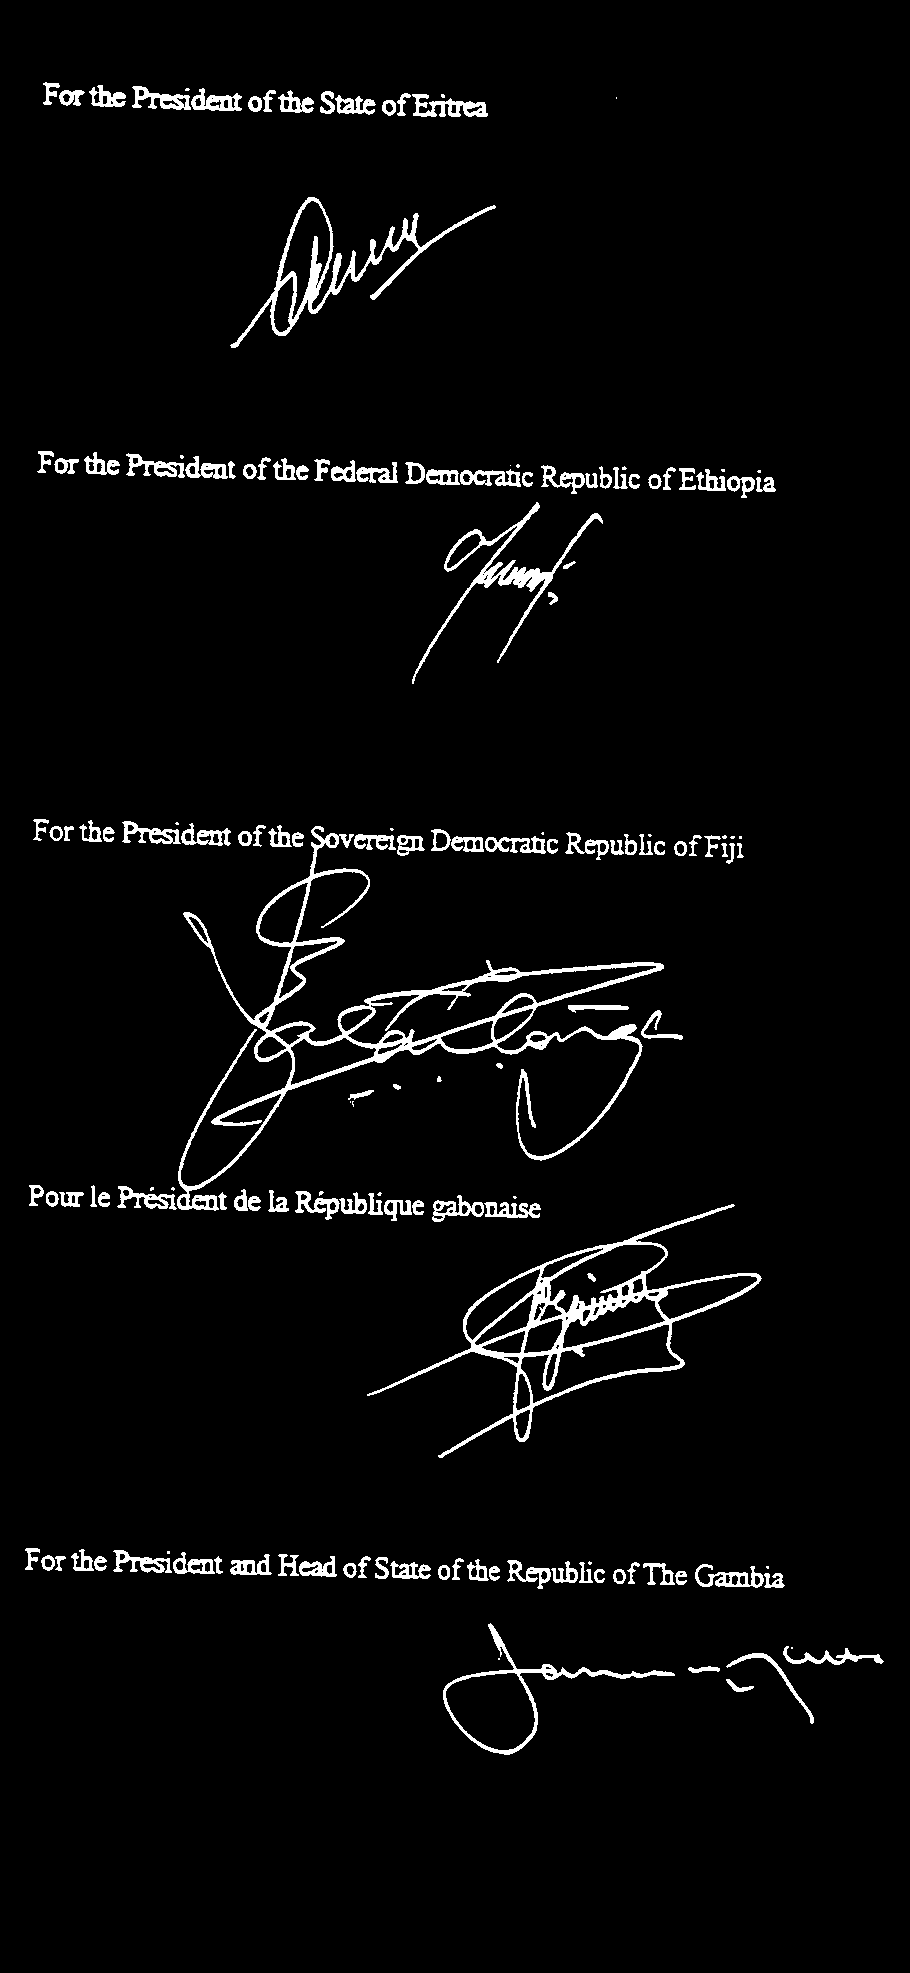 For the President of the State of Eritrea
For the President of the Federal Democratic Republic of Ethiopia
For the President of the Sovereign Democratic Republic of Fiji
Pour le Président de la République gabonaise
For the President and Head of State of the Republic of The Gambia